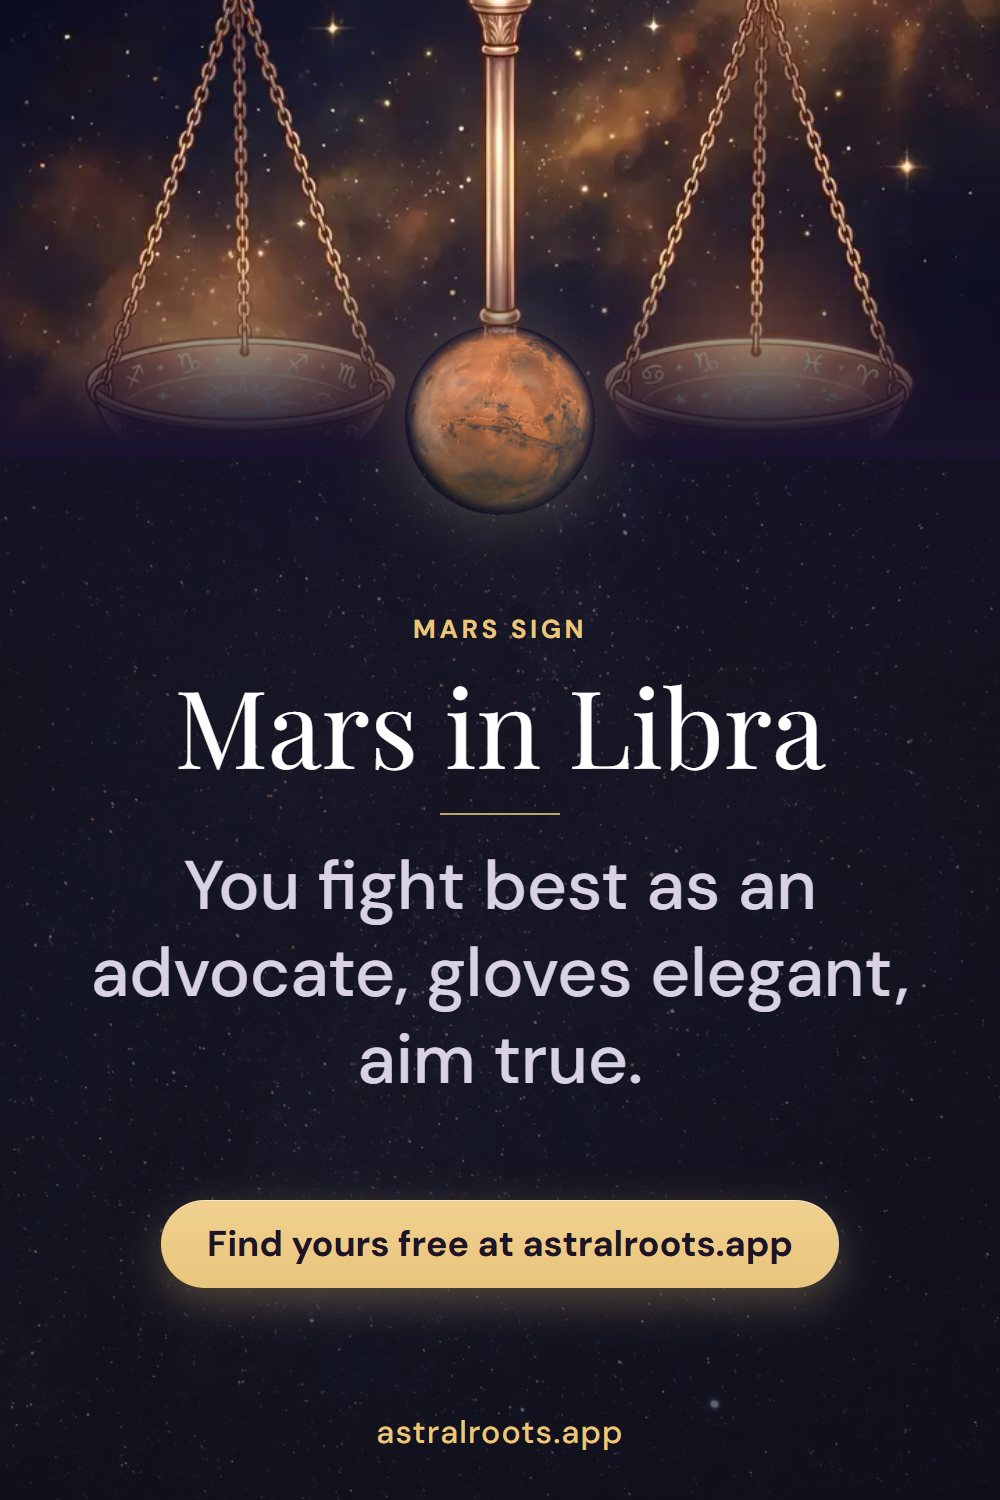 MARS SIGN
Mars in Libra
You fight best as an
advocate, gloves elegant,
aim true.
Find yours free at astralroots.app
astralroots.app